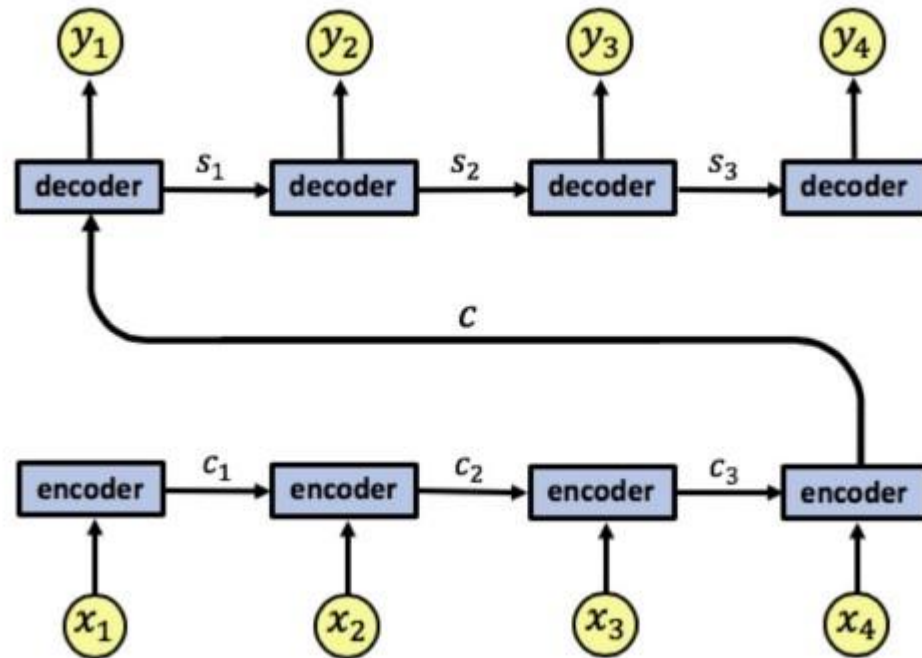 y₁ y₂ y₃ y₄
s₁ s₂ s₃
decoder decoder decoder decoder
c
c₁ c₂ c₃
encoder encoder encoder encoder
x₁ x₂ x₃ x₄